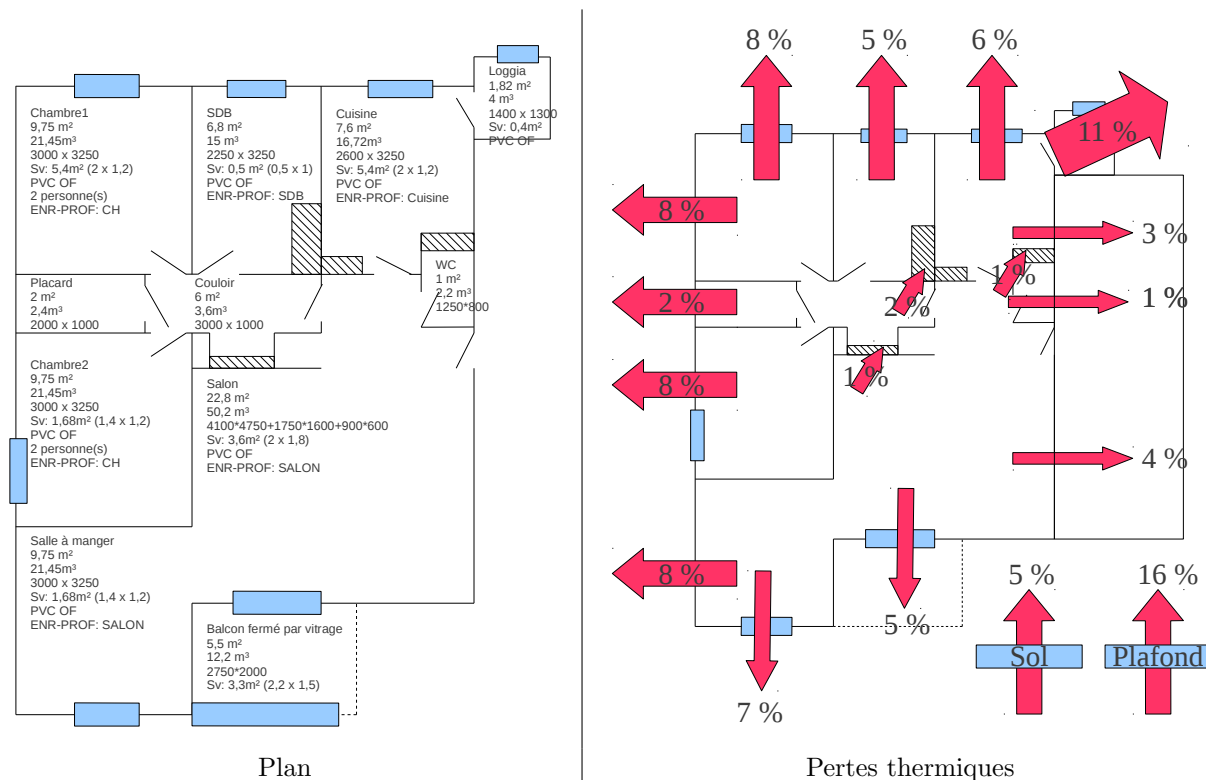 Chambre1
9,75 m²
21,45m³
3000 x 3250
Sv: 5,4m² (2 x 1,2)
PVC OF
2 personne(s)
ENR-PROF: CH
SDB
6,8 m²
15 m³
2250 x 3250
Sv: 0,5 m² (0,5 x 1)
PVC OF
ENR-PROF: SDB
Cuisine
7,6 m²
16,72m³
2600 x 3250
Sv: 5,4m² (2 x 1,2)
PVC OF
ENR-PROF: Cuisine
Loggia
1,82 m²
4 m³
1400 x 1300
Sv: 0,4m²
PVC OF
Placard
2 m²
2,4m³
2000 x 1000
Couloir
6 m²
3,6m³
3000 x 1000
WC
1 m²
2,2 m³
1250*800
Chambre2
9,75 m²
21,45m³
3000 x 3250
Sv: 1,68m² (1,4 x 1,2)
PVC OF
2 personne(s)
ENR-PROF: CH
Salon
22,8 m²
50,2 m³
4100*4750+1750*1600+900*600
Sv: 3,6m² (2 x 1,8)
PVC OF
ENR-PROF: SALON
Salle à manger
9,75 m²
21,45m³
3000 x 3250
Sv: 1,68m² (1,4 x 1,2)
PVC OF
ENR-PROF: SALON
Balcon fermé par vitrage
5,5 m²
12,2 m³
2750*2000
Sv: 3,3m² (2,2 x 1,5)
Plan
8 %
5 %
6 %
11 %
8 %
3 %
1 %
2 %
2 %
1 %
8 %
1 %
4 %
8 %
5 %
7 %
5 %
16 %
Sol
Plafond
Pertes thermiques